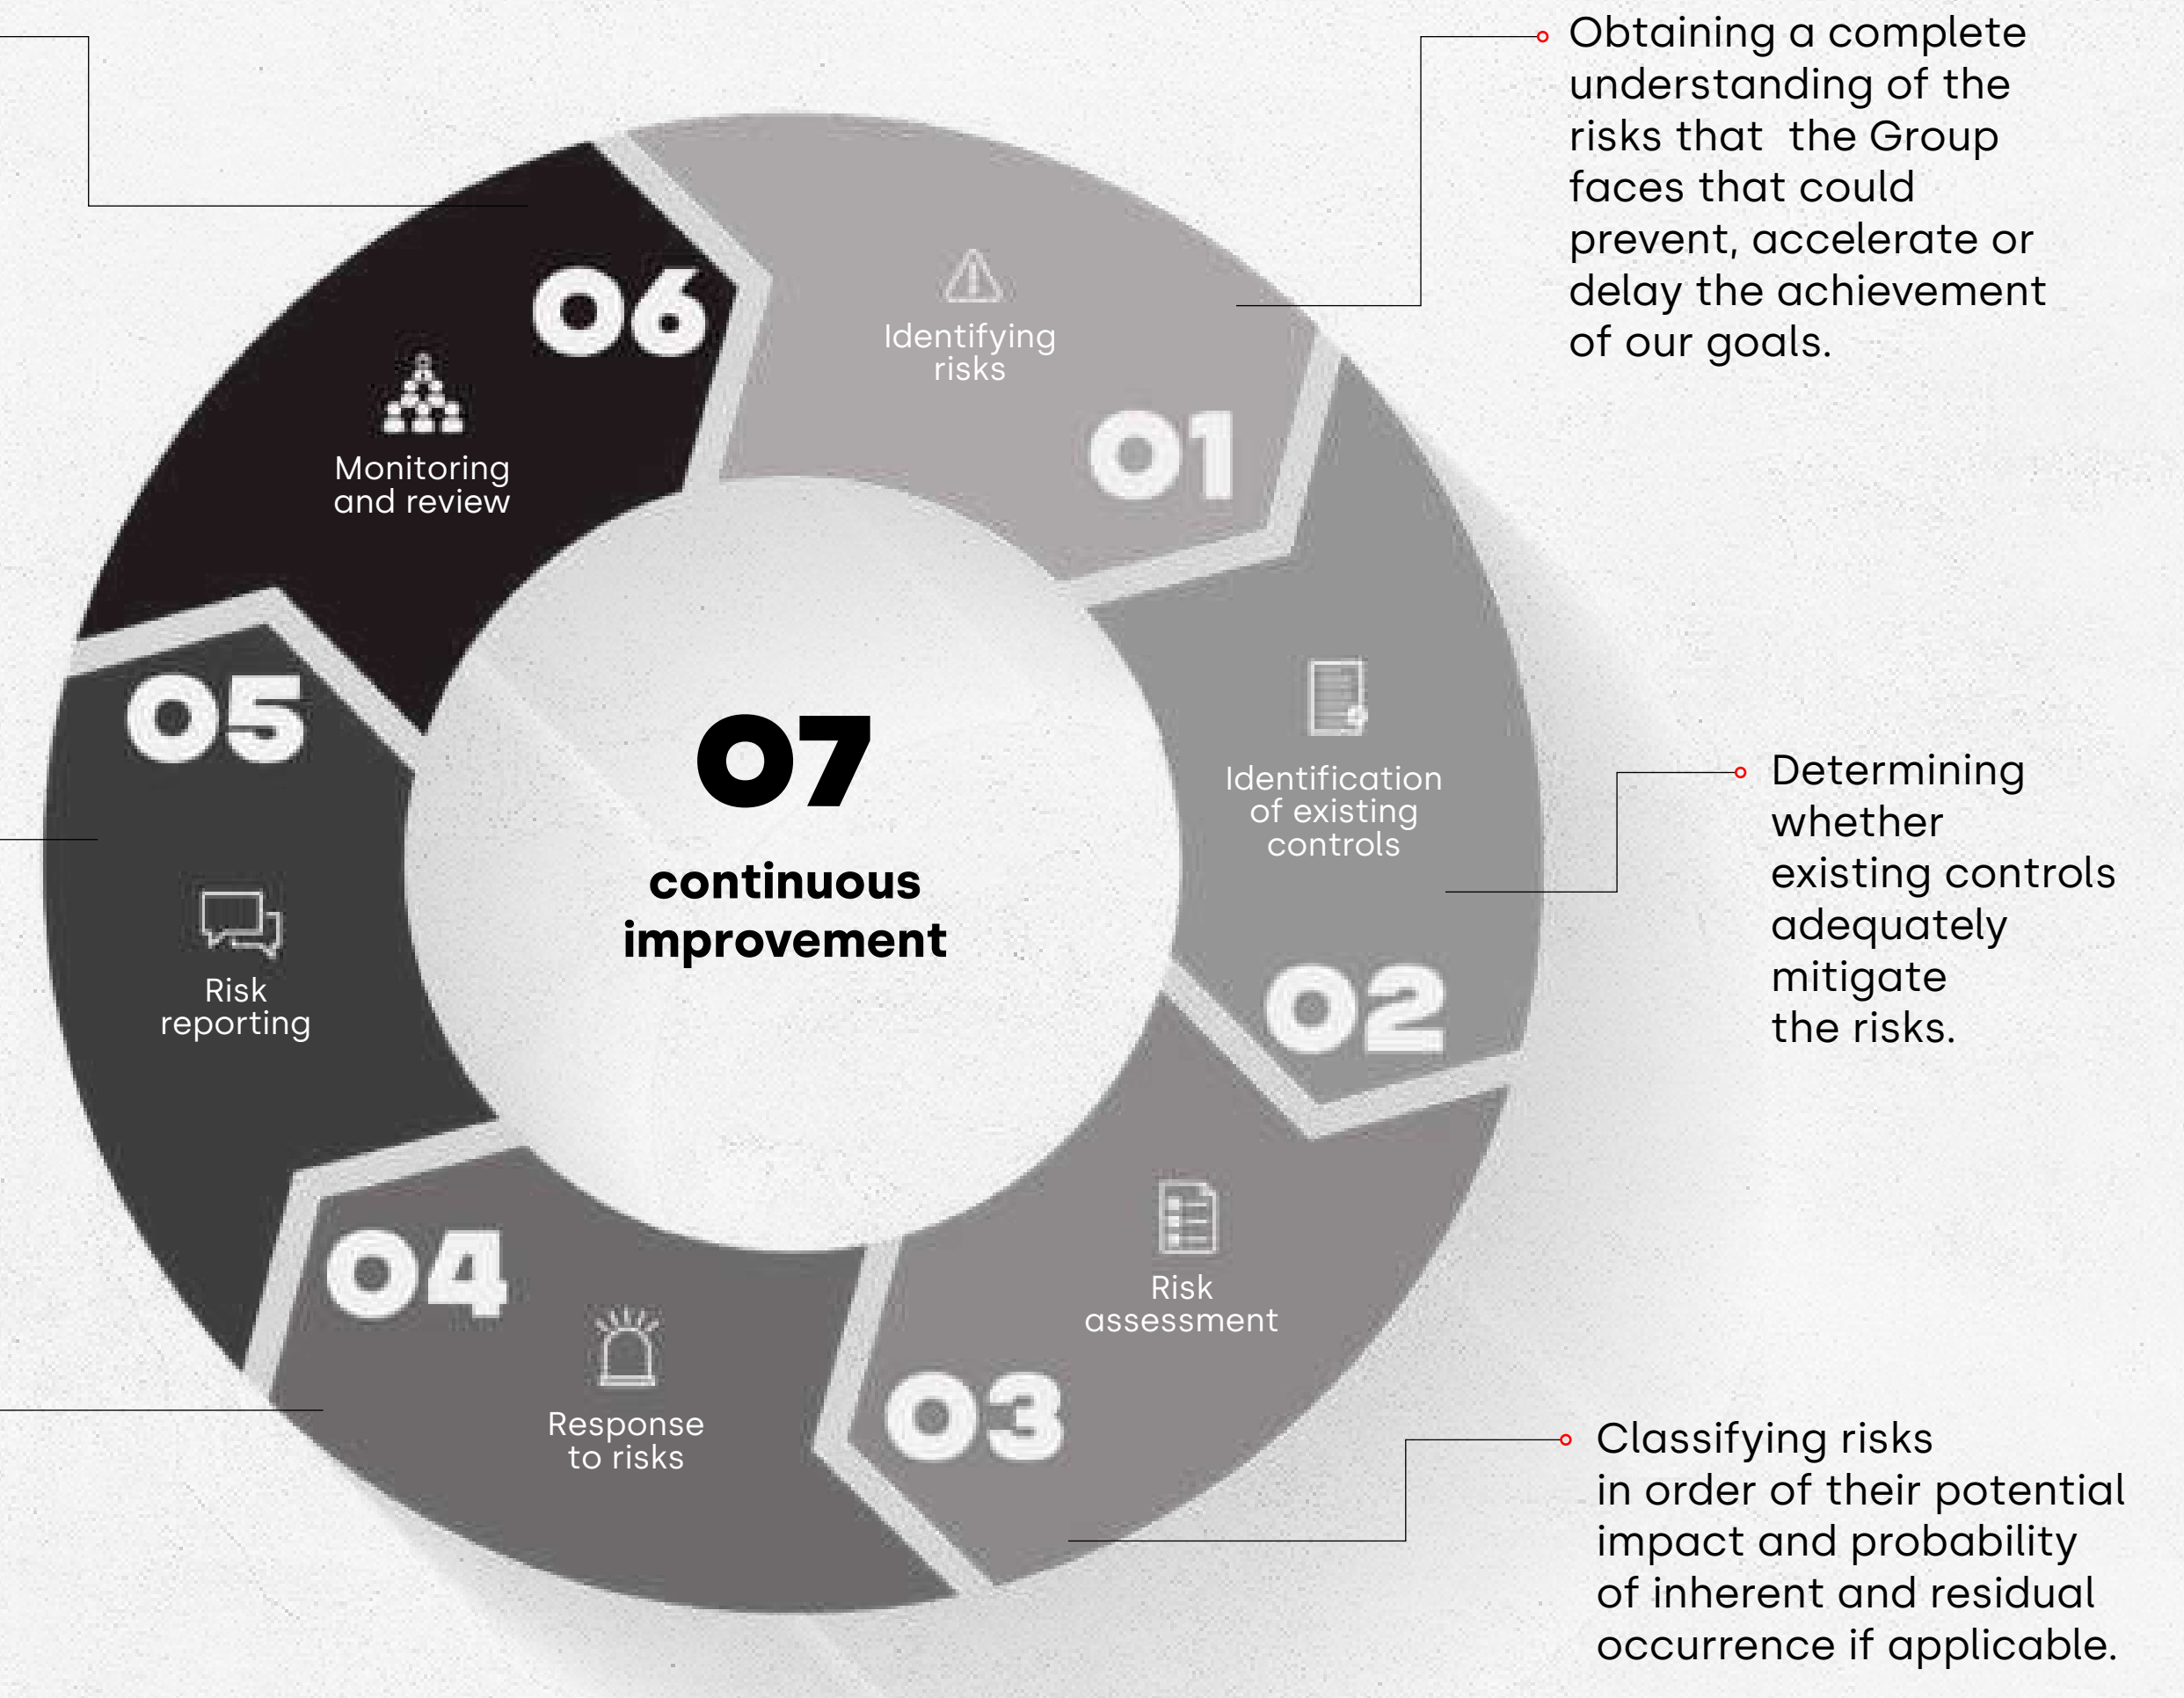 Obtaining a complete
understanding of the
risks that the Group
faces that could
prevent, accelerate or
delay the achievement
of our goals.
Identifying
risks
01
Determining
whether
existing controls
adequately
mitigate
the risks.
Identification
of existing
controls
02
Classifying risks
in order of their potential
impact and probability
of inherent and residual
occurrence if applicable.
Risk
assessment
03
04
Response
to risks
05
Risk
reporting
06
Monitoring
and review
07
continuous
improvement